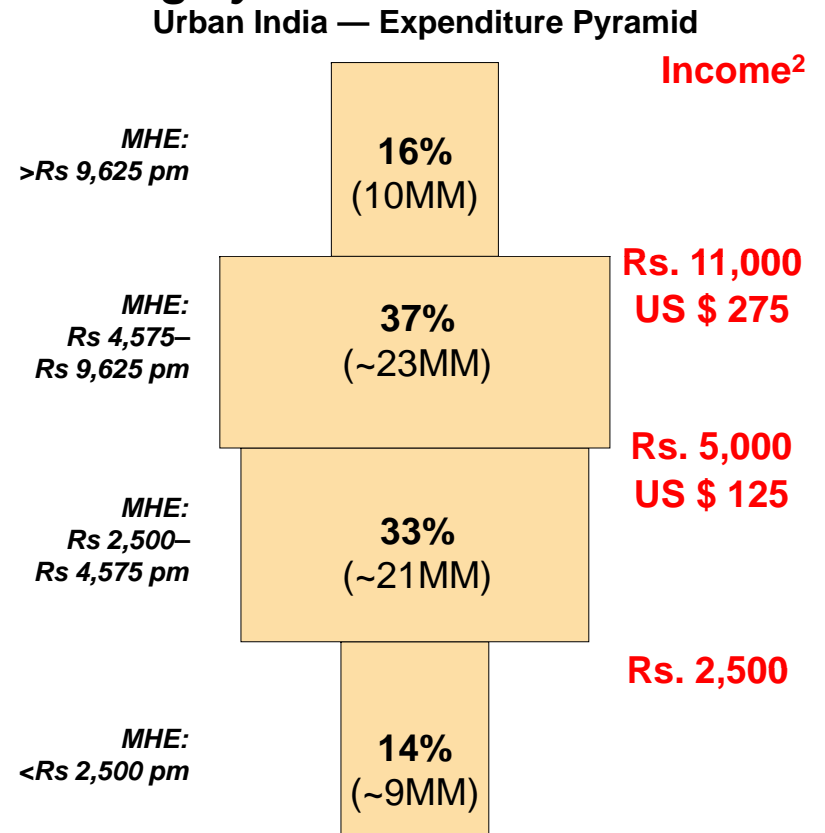 Urban India — Expenditure Pyramid
Income²
MHE:
>Rs 9,625 pm
16%
(10MM)
Rs. 11,000
US $ 275
MHE:
Rs 4,575–
Rs 9,625 pm
37%
(~23MM)
Rs. 5,000
US $ 125
MHE:
Rs 2,500–
Rs 4,575 pm
33%
(~21MM)
Rs. 2,500
MHE:
<Rs 2,500 pm
14%
(~9MM)